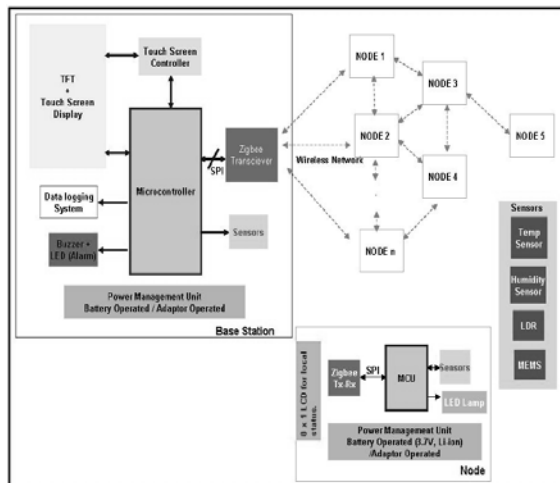 TFT
+
Touch Screen
Display
Touch Screen
Controller
Microcontroller
Zigbee
Transciever
SPI
Data logging
System
Buzzer +
LED (Alarm)
Sensors
Power Management Unit
Battery Operated / Adaptor Operated
Base Station
Wireless Network
NODE 1
NODE 2
NODE 3
NODE 4
NODE 5
NODE n
Sensors
Temp
Sensor
Humidity
Sensor
LDR
MEMS
8 x 1 LCD for local
status.
Zigbee
Tx-Rx
SPI
MCU
Sensors
LED Lamp
Power Management Unit
Battery Operated (3.7V, Li-Ion)
/Adaptor Operated
Node